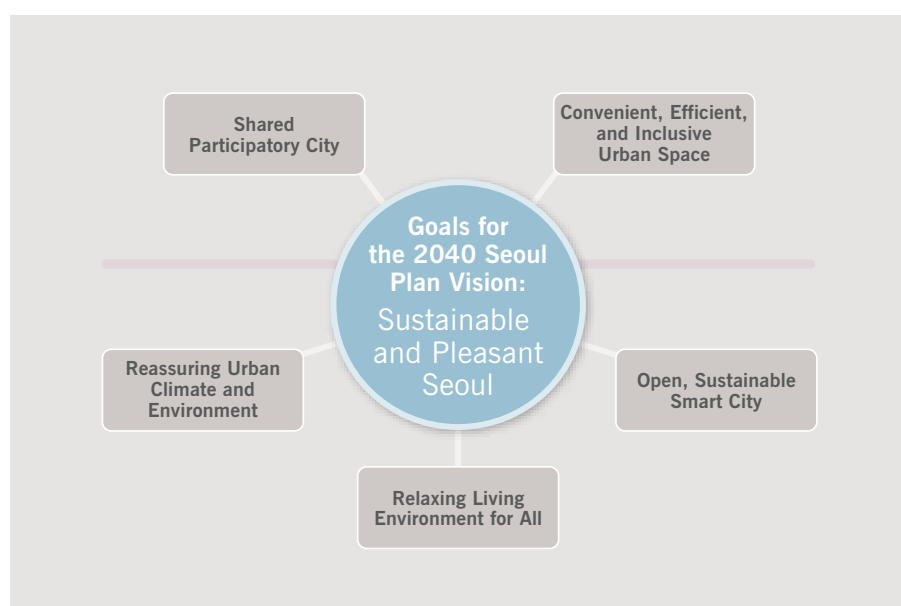 Shared
Participatory City
Convenient, Efficient,
and Inclusive
Urban Space
Goals for
the 2040 Seoul
Plan Vision:
Sustainable
and Pleasant
Seoul
Reassuring Urban
Climate and
Environment
Open, Sustainable
Smart City
Relaxing Living
Environment for All